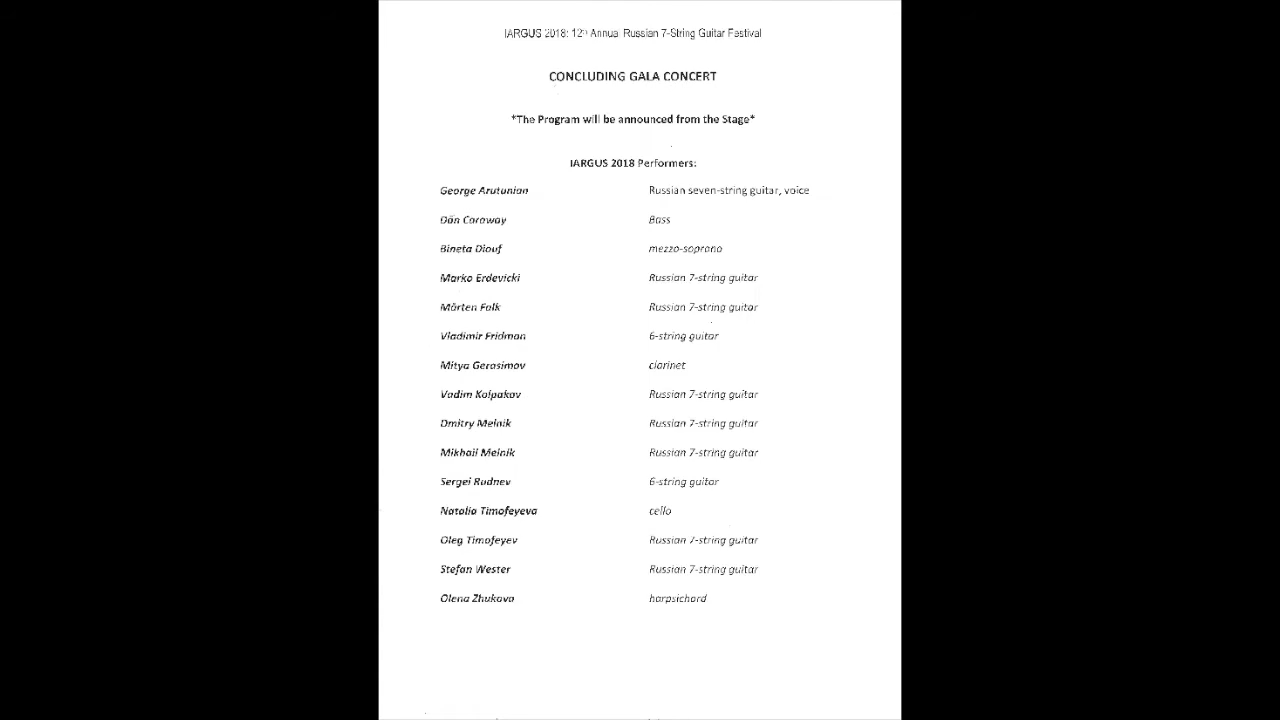 IARGUS 2018: 12th Annual Russian 7-String Guitar Festival
CONCLUDING GALA CONCERT
*The Program will be announced from the Stage*
IARGUS 2018 Performers:
George Arutunian Russian seven-string guitar, voice
Dân Caraway Bass
Bineta Diouf mezzo-soprano
Marko Erdevicki Russian 7-string guitar
Mårten Falk Russian 7-string guitar
Vladimir Fridman 6-string guitar
Mitya Gerasimov clarinet
Vadim Kolpakov Russian 7-string guitar
Dmitry Melnik Russian 7-string guitar
Mikhail Melnik Russian 7-string guitar
Sergei Rudnev 6-string guitar
Natalia Timofeyeva cello
Oleg Timofeyev Russian 7-string guitar
Stefan Wester Russian 7-string guitar
Olena Zhukova harpsichord